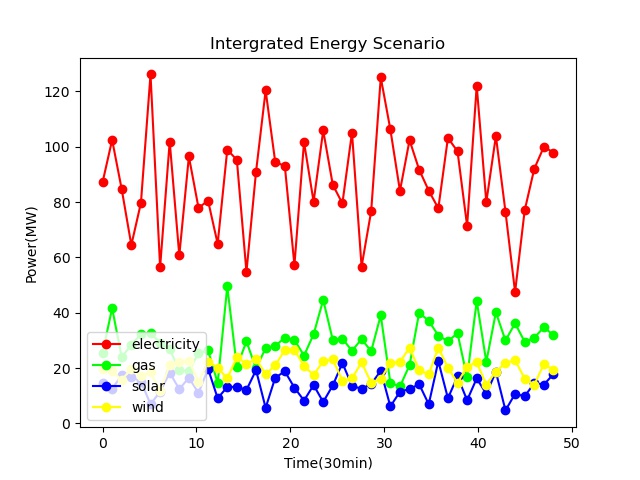 Intergrated Energy Scenario
Power(MW)
120
100
80
60
40
20
0
electricity
gas
solar
wind
0 10 20 30 40 50
Time(30min)